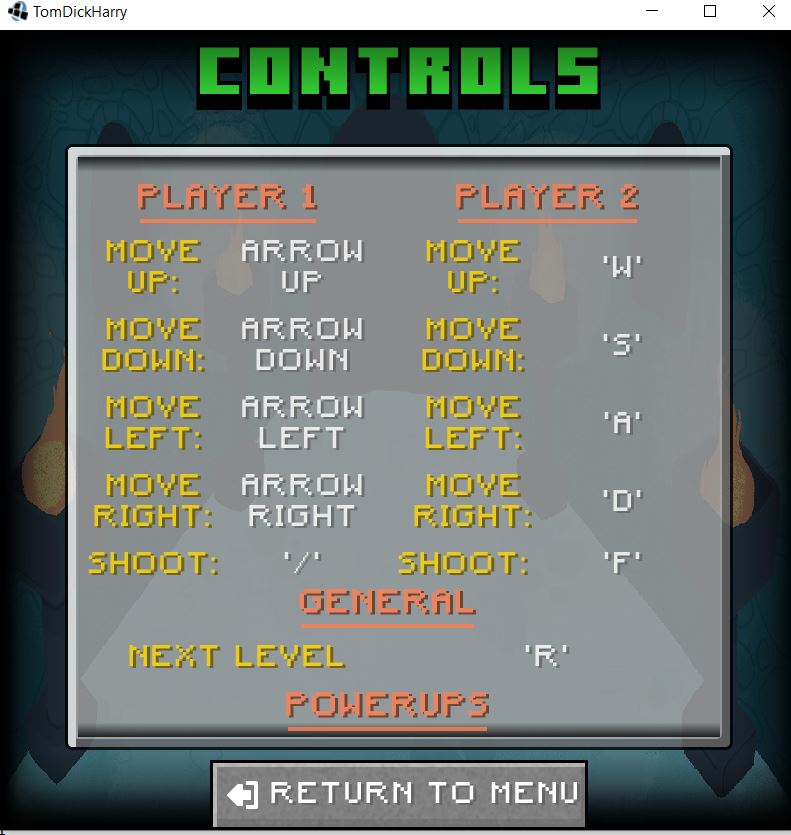 TomDickHarry
CONTROLS
PLAYER 1 PLAYER 2
MOVE UP: ARROW UP MOVE UP: 'W'
MOVE DOWN: ARROW DOWN MOVE DOWN: 'S'
MOVE LEFT: ARROW LEFT MOVE LEFT: 'A'
MOVE RIGHT: ARROW RIGHT MOVE RIGHT: 'D'
SHOOT: '/' SHOOT: 'F'
GENERAL
NEXT LEVEL 'R'
POWERUPS
RETURN TO MENU